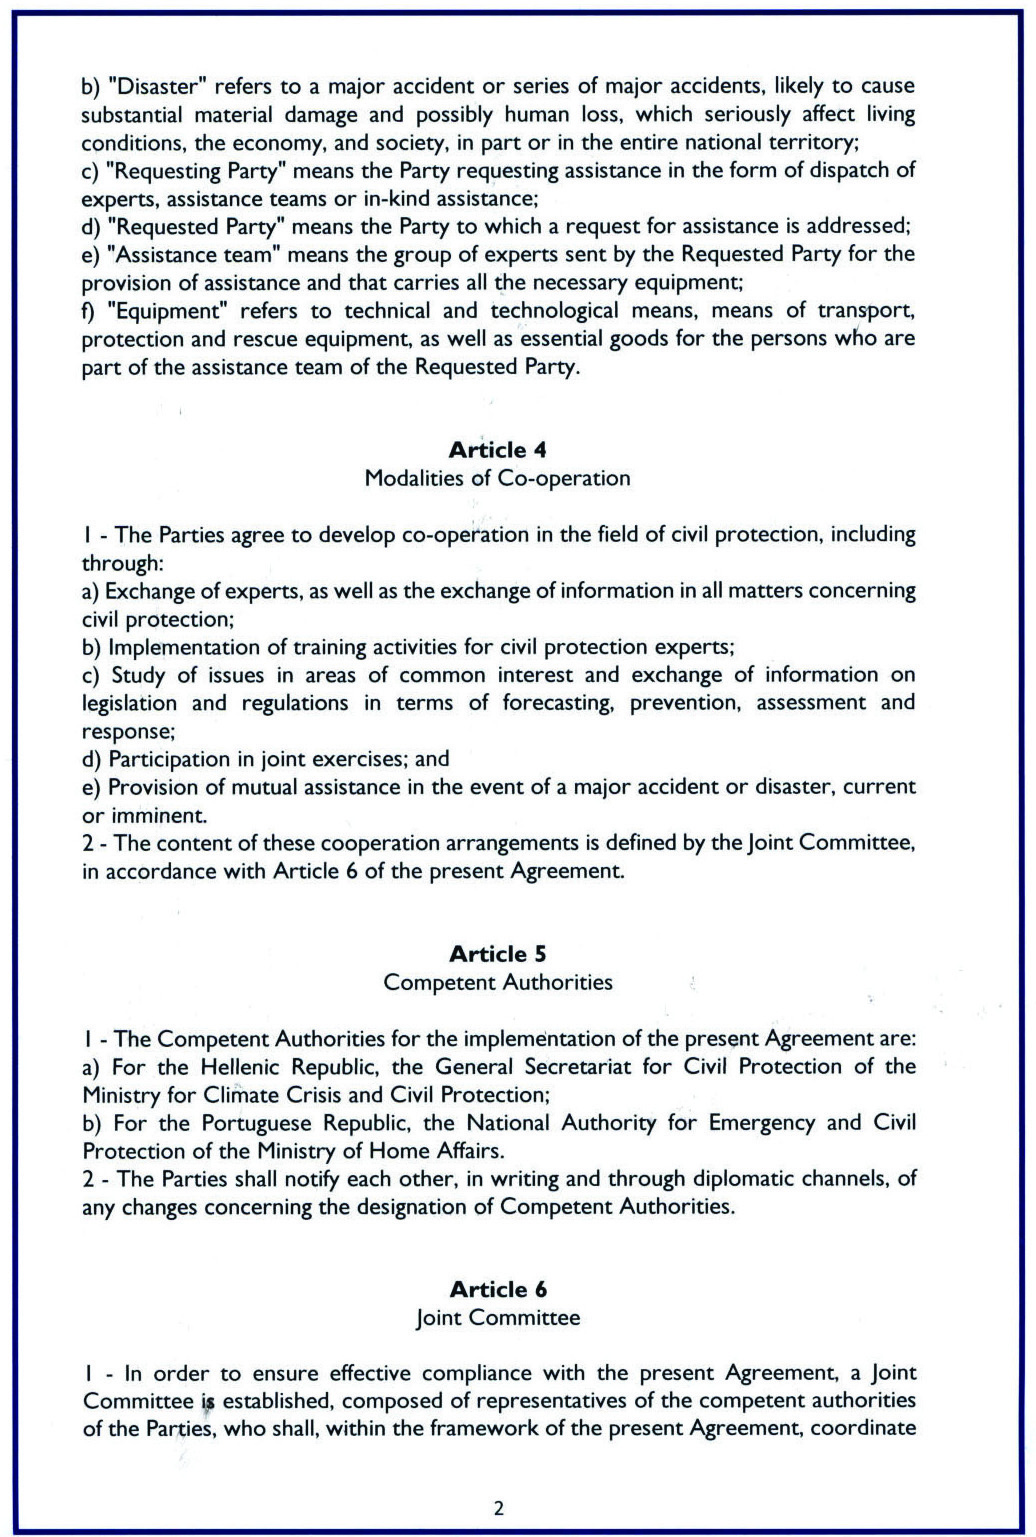 b) "Disaster" refers to a major accident or series of major accidents, likely to cause
substantial material damage and possibly human loss, which seriously affect living
conditions, the economy, and society, in part or in the entire national territory;
c) "Requesting Party" means the Party requesting assistance in the form of dispatch of
experts, assistance teams or in-kind assistance;
d) "Requested Party" means the Party to which a request for assistance is addressed;
e) "Assistance team" means the group of experts sent by the Requested Party for the
provision of assistance and that carries all the necessary equipment;
f) "Equipment" refers to technical and technological means, means of transport,
protection and rescue equipment, as well as essential goods for the persons who are
part of the assistance team of the Requested Party.
Article 4
Modalities of Co-operation
1 - The Parties agree to develop co-operation in the field of civil protection, including
through:
a) Exchange of experts, as well as the exchange of information in all matters concerning
civil protection;
b) Implementation of training activities for civil protection experts;
c) Study of issues in areas of common interest and exchange of information on
legislation and regulations in terms of forecasting, prevention, assessment and
response;
d) Participation in joint exercises; and
e) Provision of mutual assistance in the event of a major accident or disaster, current
or imminent.
2 - The content of these cooperation arrangements is defined by the Joint Committee,
in accordance with Article 6 of the present Agreement.
Article 5
Competent Authorities
1 - The Competent Authorities for the implementation of the present Agreement are:
a) For the Hellenic Republic, the General Secretariat for Civil Protection of the
Ministry for Climate Crisis and Civil Protection;
b) For the Portuguese Republic, the National Authority for Emergency and Civil
Protection of the Ministry of Home Affairs.
2 - The Parties shall notify each other, in writing and through diplomatic channels, of
any changes concerning the designation of Competent Authorities.
Article 6
Joint Committee
1 - In order to ensure effective compliance with the present Agreement, a Joint
Committee is established, composed of representatives of the competent authorities
of the Parties, who shall, within the framework of the present Agreement, coordinate
2